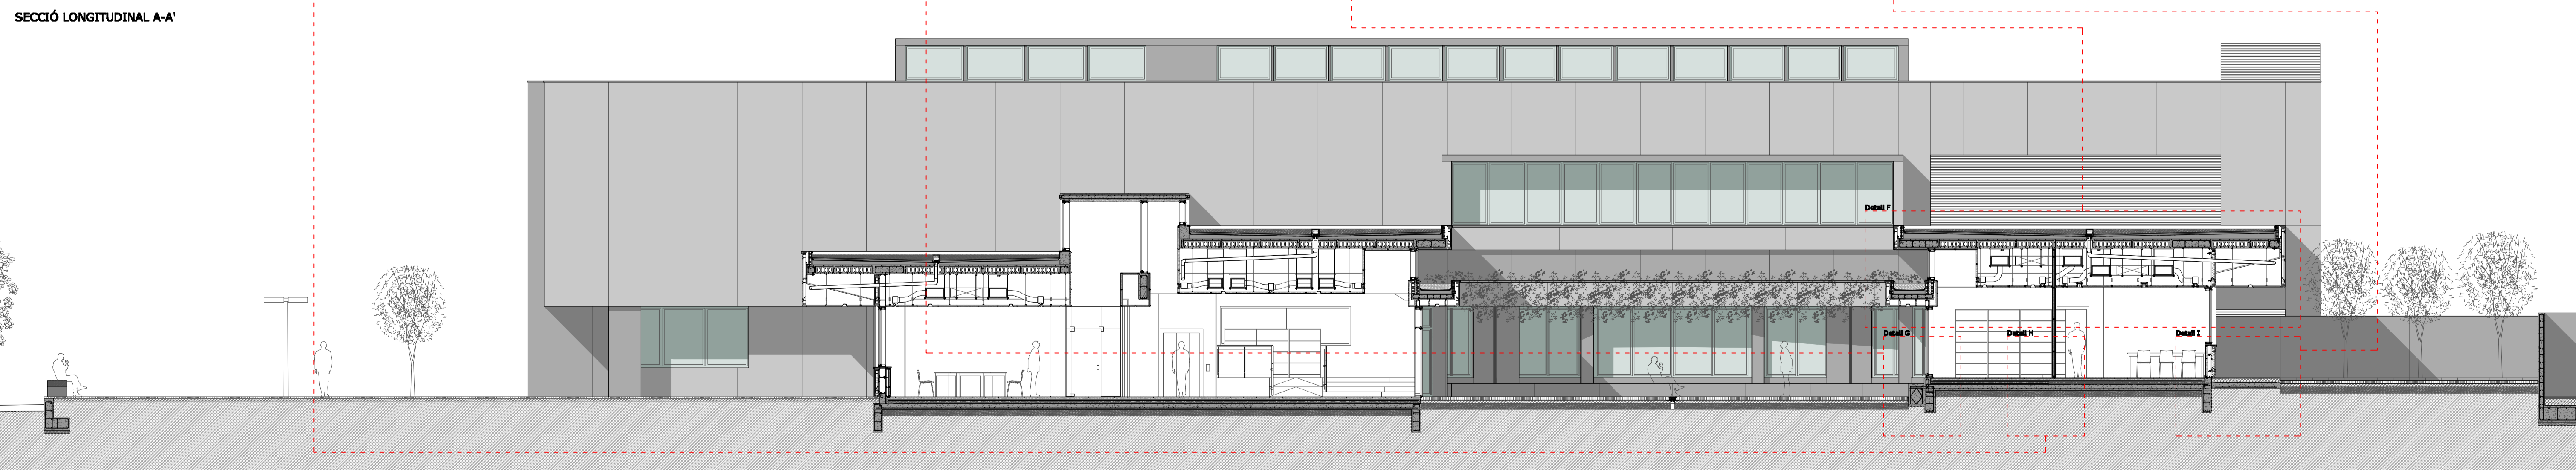 SECCIÓ LONGITUDINAL A-A'
Detall F
Detall G
Detall H
Detall I